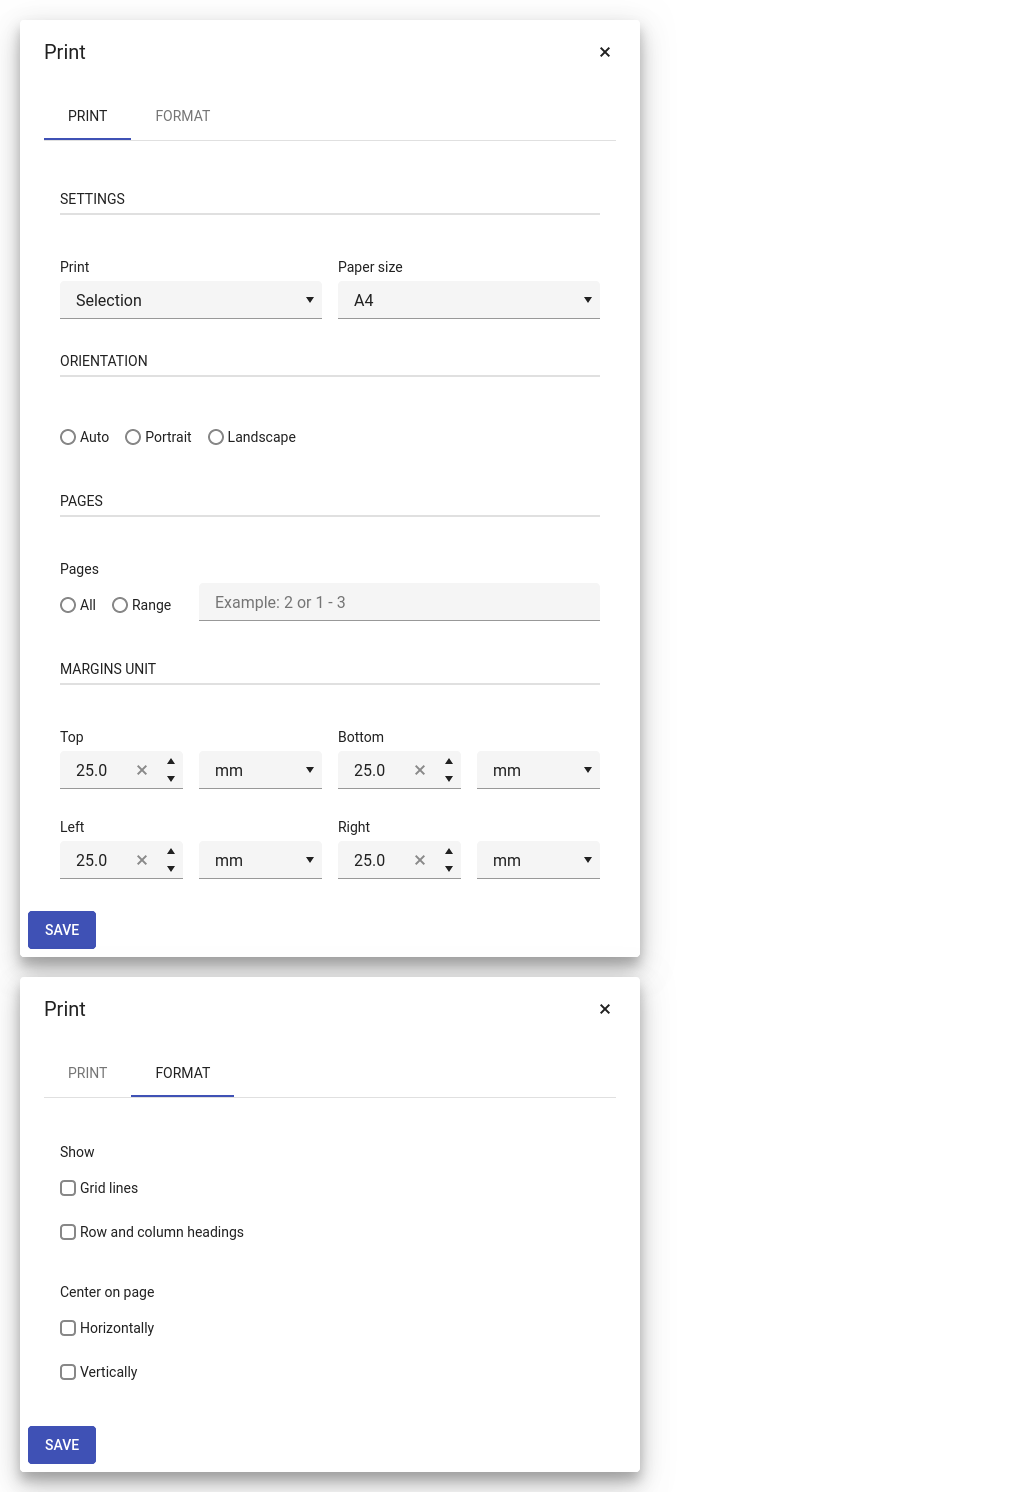 Print
PRINT FORMAT
SETTINGS
Print Paper size
Selection A4
ORIENTATION
Auto Portrait Landscape
PAGES
Pages
All Range Example: 2 or 1 - 3
MARGINS UNIT
Top Bottom
25.0 mm 25.0 mm
Left Right
25.0 mm 25.0 mm
SAVE
Print
PRINT FORMAT
Show
Grid lines
Row and column headings
Center on page
Horizontally
Vertically
SAVE